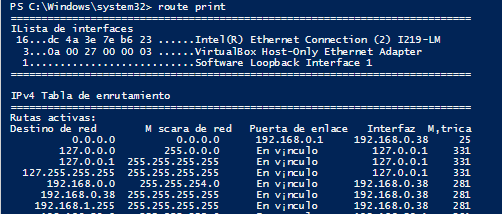 PS C:\Windows\system32> route print
===========================================================================
ILista de interfaces
 16...dc 4a 3e 7e b6 23 ......Intel(R) Ethernet Connection (2) I219-LM
  3...0a 00 27 00 00 03 ......VirtualBox Host-Only Ethernet Adapter
  1...........................Software Loopback Interface 1
===========================================================================
IPv4 Tabla de enrutamiento
===========================================================================
Rutas activas:
Destino de red        M scara de red   Puerta de enlace   Interfaz  M,trica
          0.0.0.0          0.0.0.0      192.168.0.1     192.168.0.38     25
        127.0.0.0        255.0.0.0      En v¡nculo         127.0.0.1    331
        127.0.0.1  255.255.255.255      En v¡nculo         127.0.0.1    331
  127.255.255.255  255.255.255.255      En v¡nculo         127.0.0.1    331
      192.168.0.0    255.255.254.0      En v¡nculo      192.168.0.38    281
     192.168.0.38  255.255.255.255      En v¡nculo      192.168.0.38    281
    192.168.1.255  255.255.255.255      En v¡nculo      192.168.0.38    281